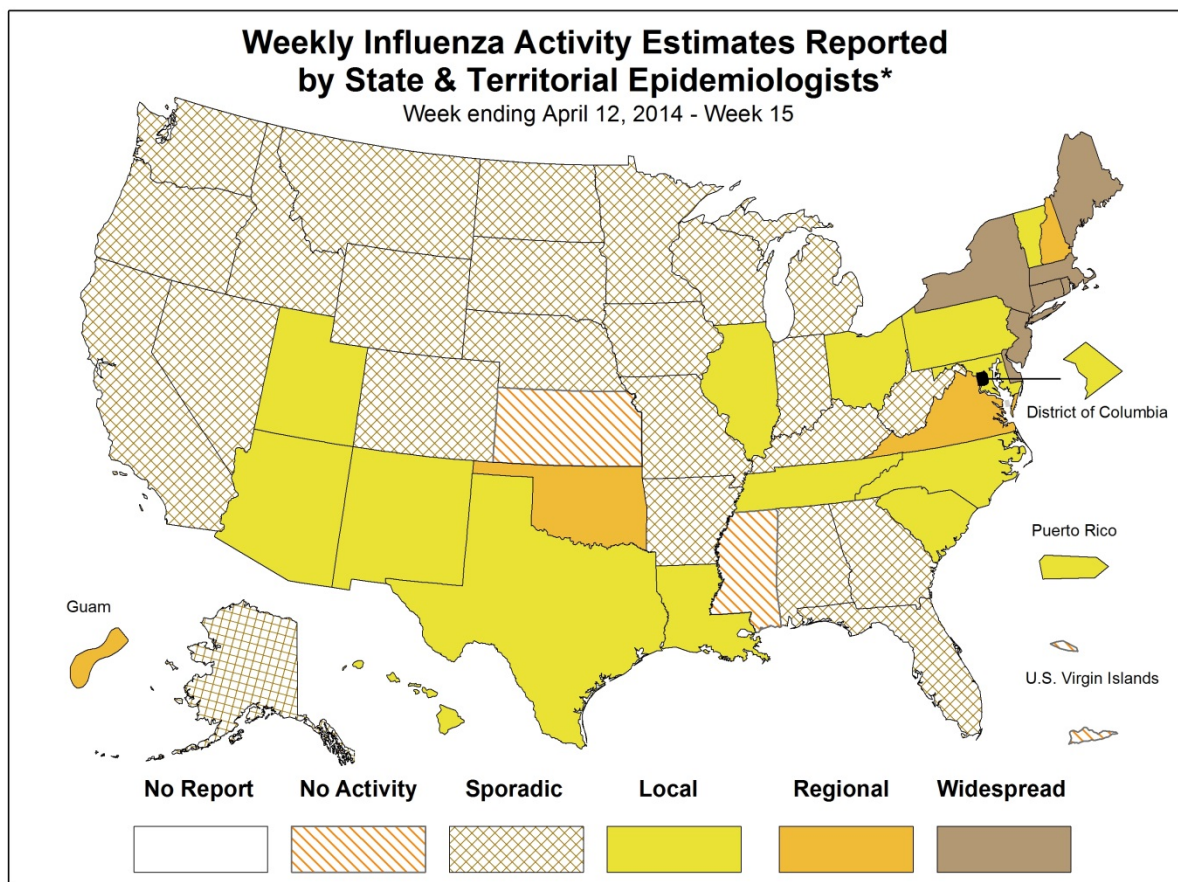 Weekly Influenza Activity Estimates Reported
by State & Territorial Epidemiologists*
Week ending April 12, 2014 - Week 15
District of Columbia
Puerto Rico
Guam
U.S. Virgin Islands
No Report No Activity Sporadic Local Regional Widespread